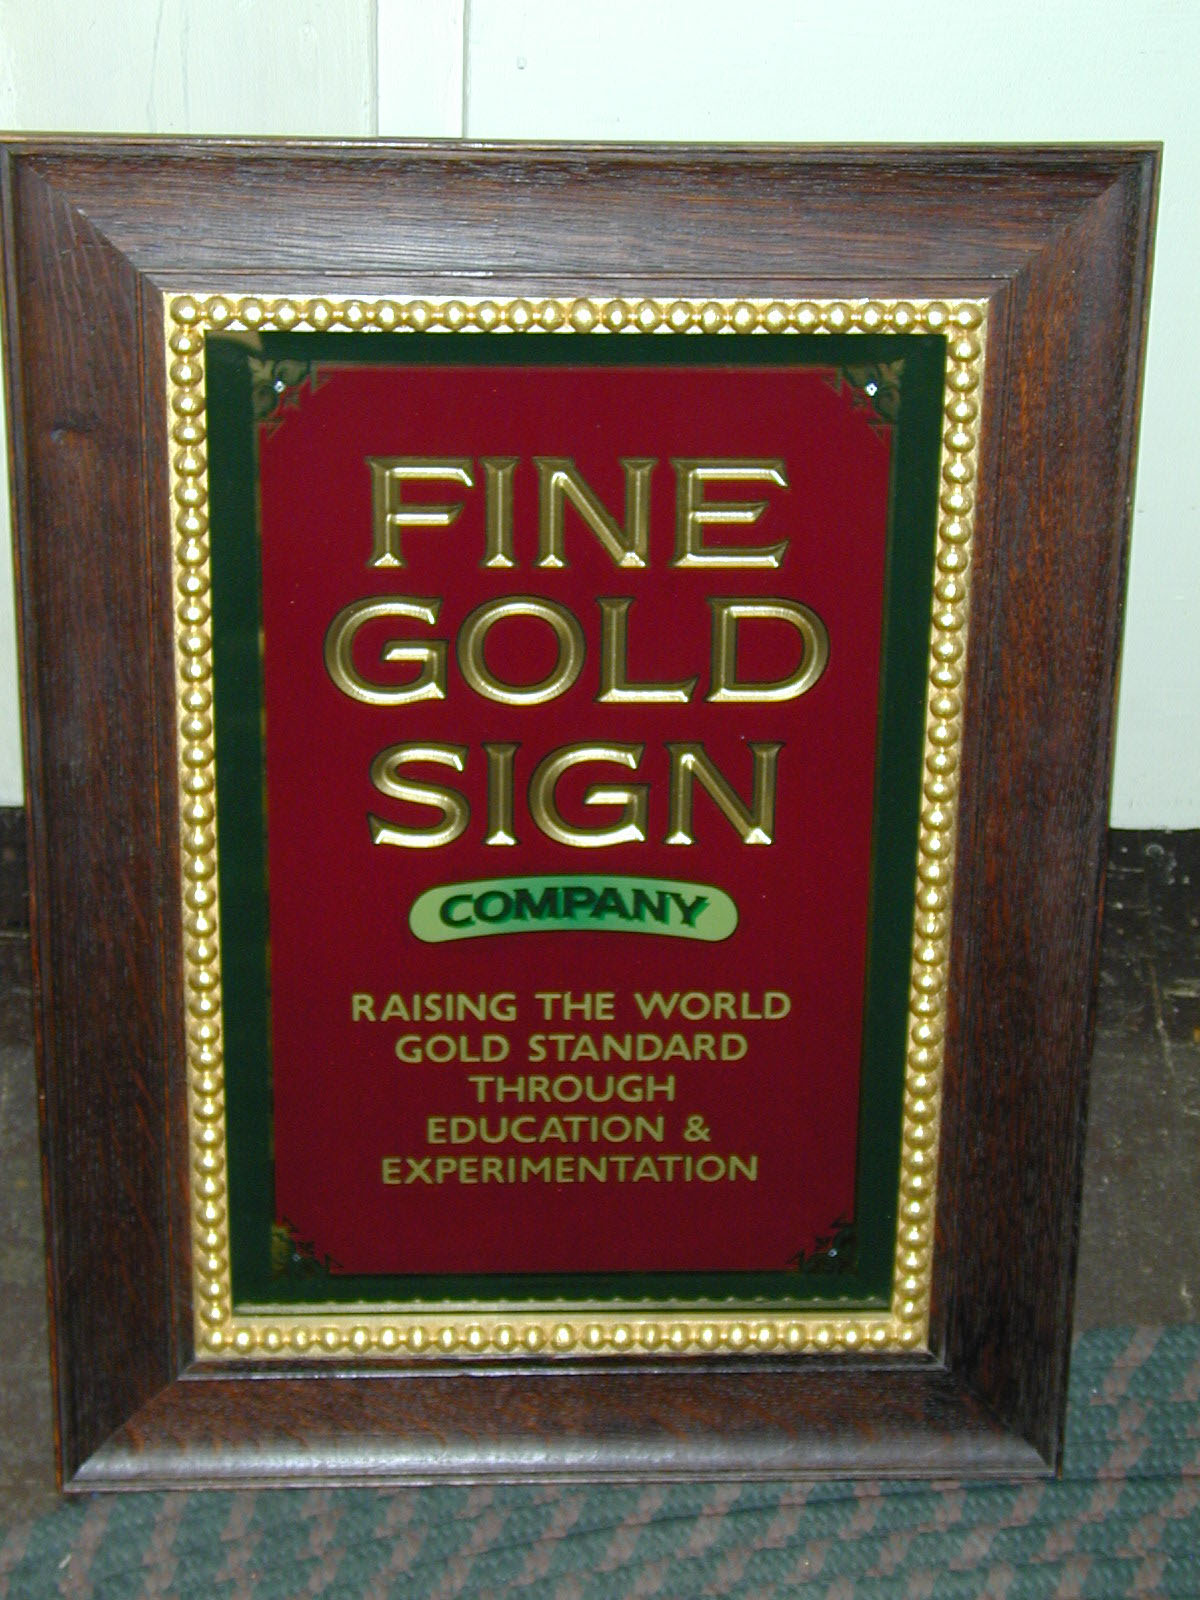 FINE
GOLD
SIGN
COMPANY
RAISING THE WORLD
GOLD STANDARD
THROUGH
EDUCATION &
EXPERIMENTATION